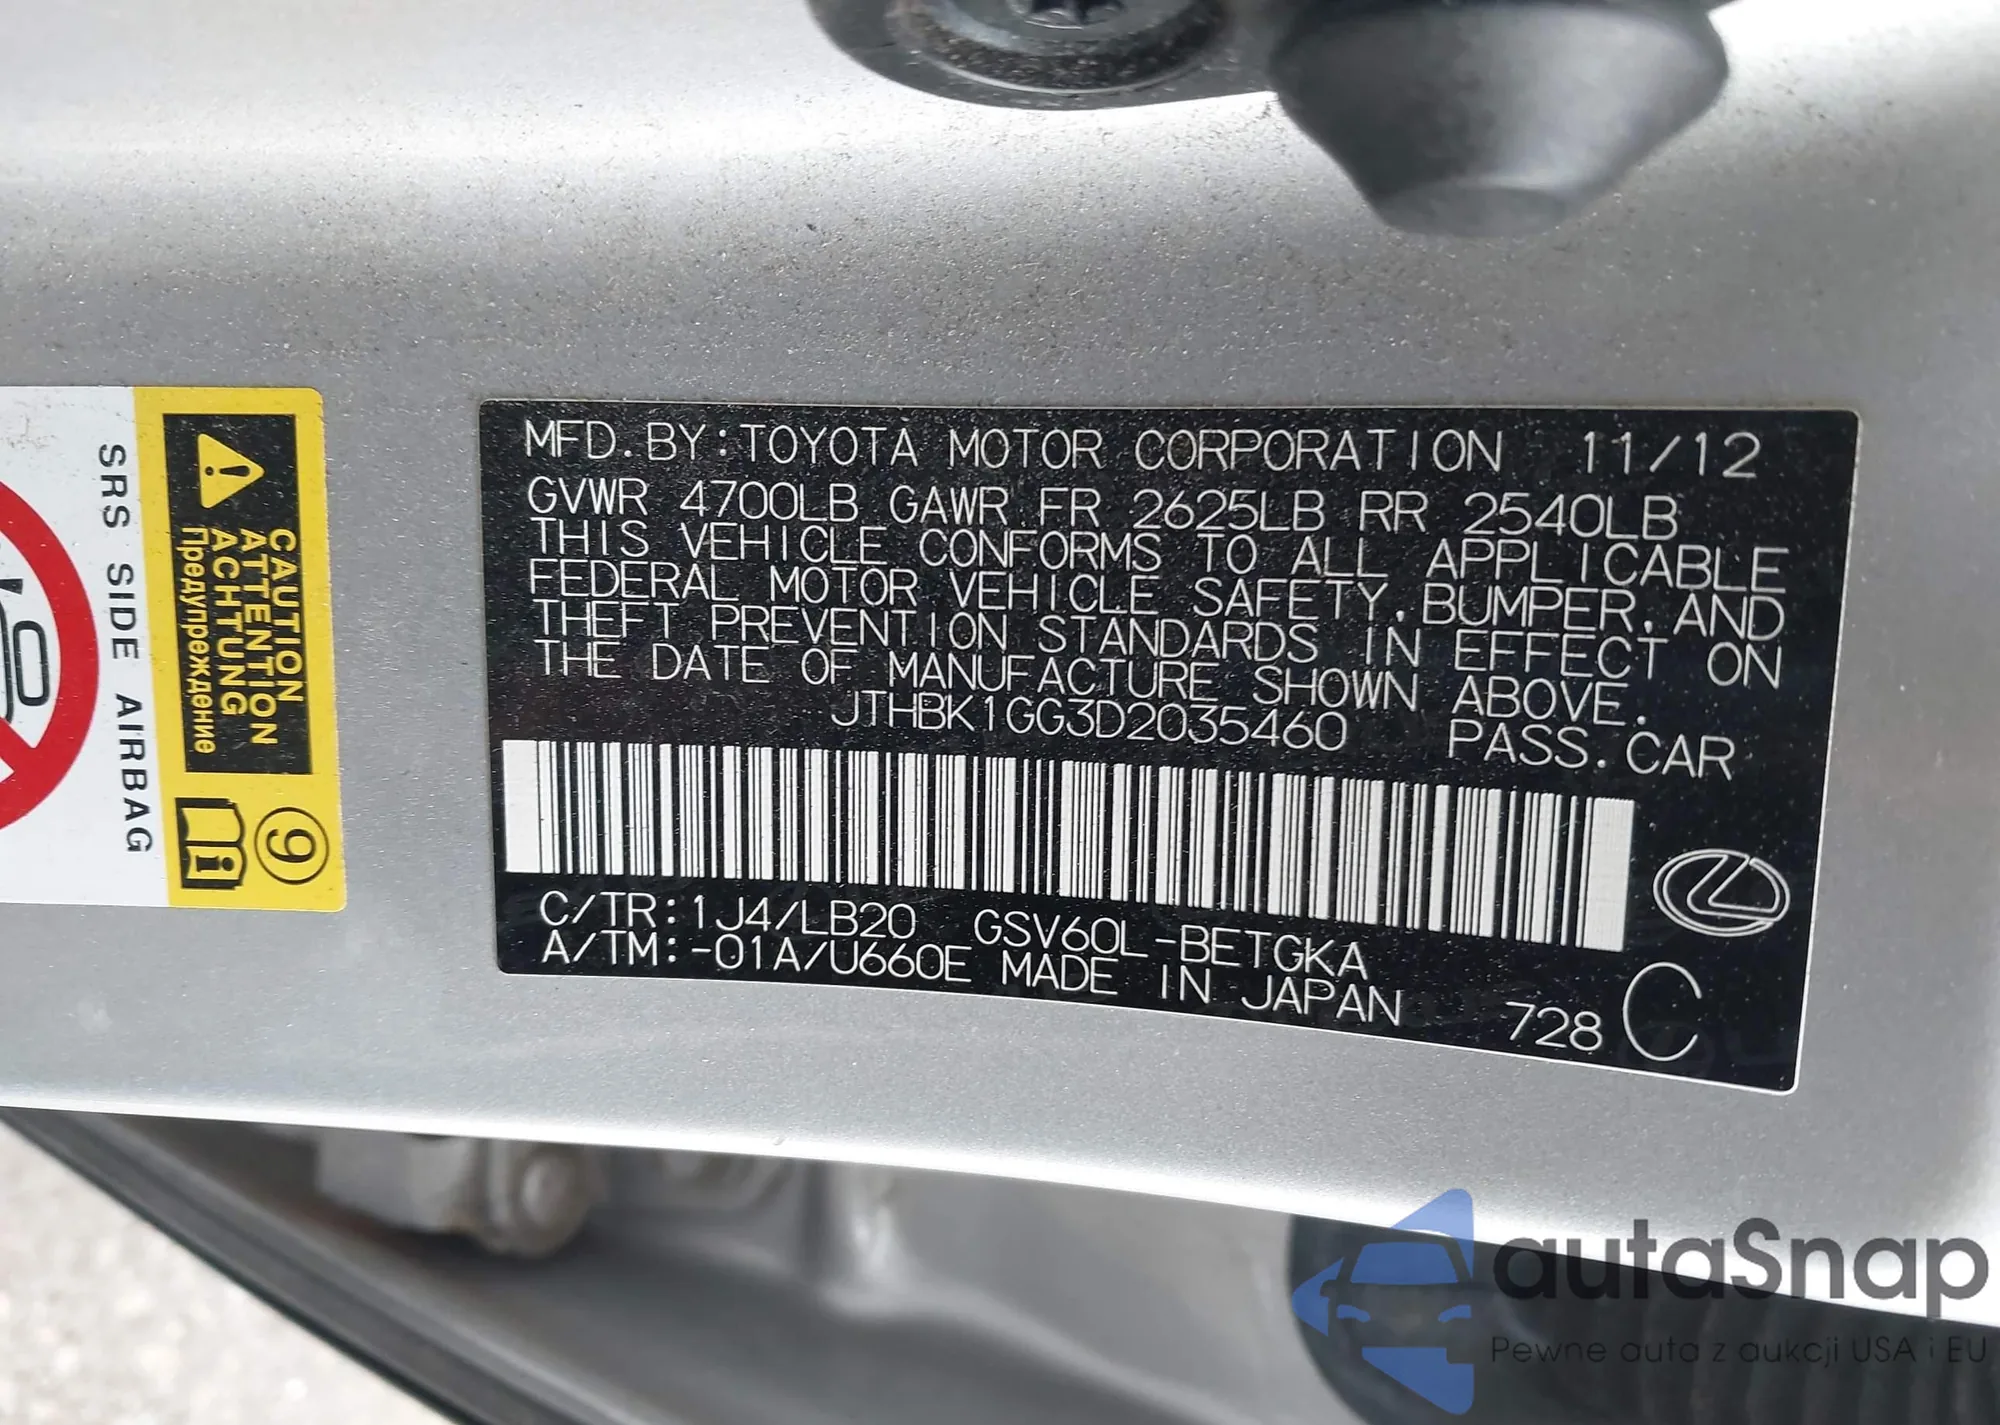 MFD. BY: TOYOTA MOTOR CORPORATION 11/12
GVWR 4700LB GAWR FR 2625LB RR 2540LB
THIS VEHICLE CONFORMS TO ALL APPLICABLE
FEDERAL MOTOR VEHICLE SAFETY, BUMPER, AND
THEFT PREVENTION STANDARDS IN EFFECT ON
THE DATE OF MANUFACTURE SHOWN ABOVE.
JTHBK1GG3D2035460 PASS. CAR
C/TR: 1J4/LB20 GSV60L-BETGKA
A/TM: -01A/U660E MADE IN JAPAN 728 C
CAUTION
ATTENTION
ACHTUNG
Предупреждение
9
SRS SIDE AIRBAG
autaSnap
Pewne auta z aukcji USA i EU